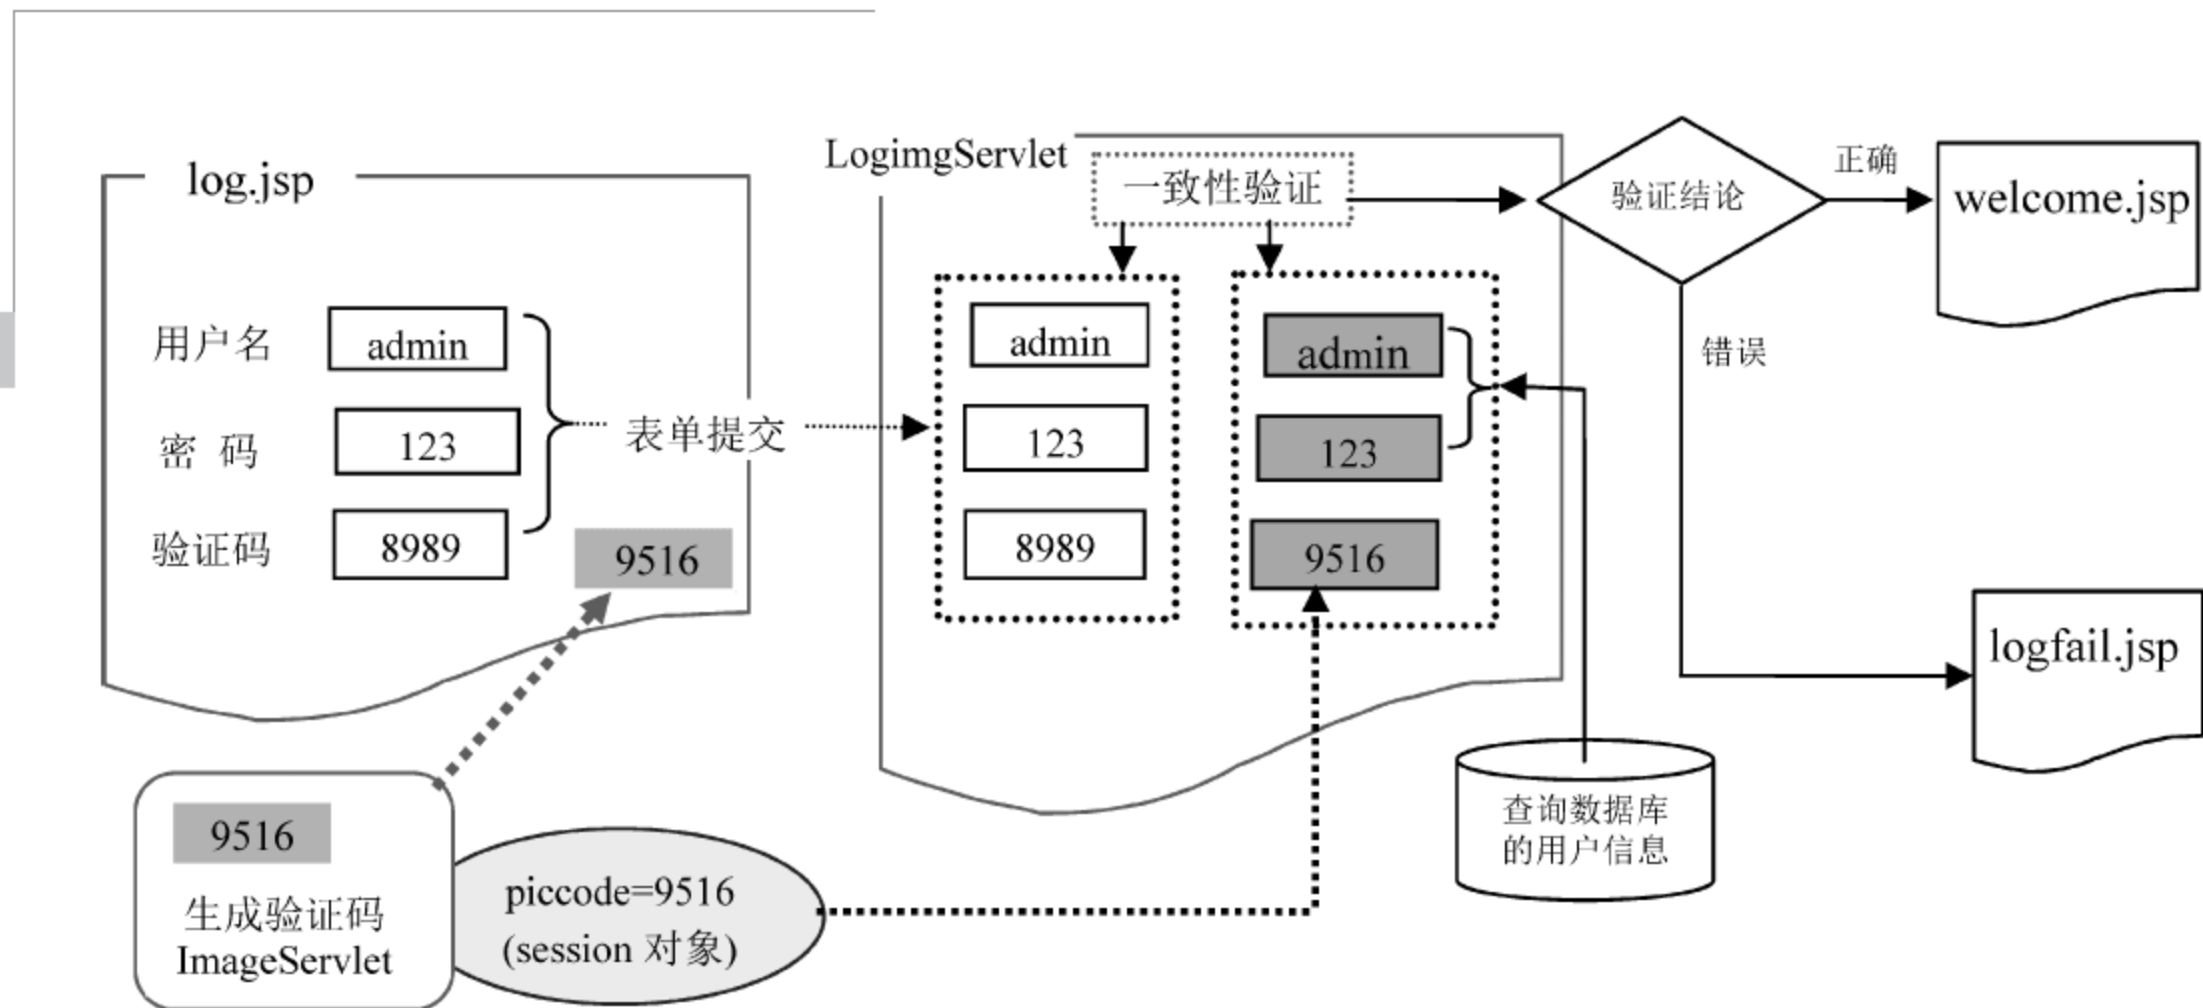 log.jsp
用户名
admin
密 码
123
验证码
8989
9516
表单提交
9516
生成验证码
ImageServlet
piccode=9516
(session 对象)
LogimgServlet
一致性验证
admin
123
8989
admin
123
9516
查询数据库
的用户信息
验证结论
正确
welcome.jsp
错误
logfail.jsp